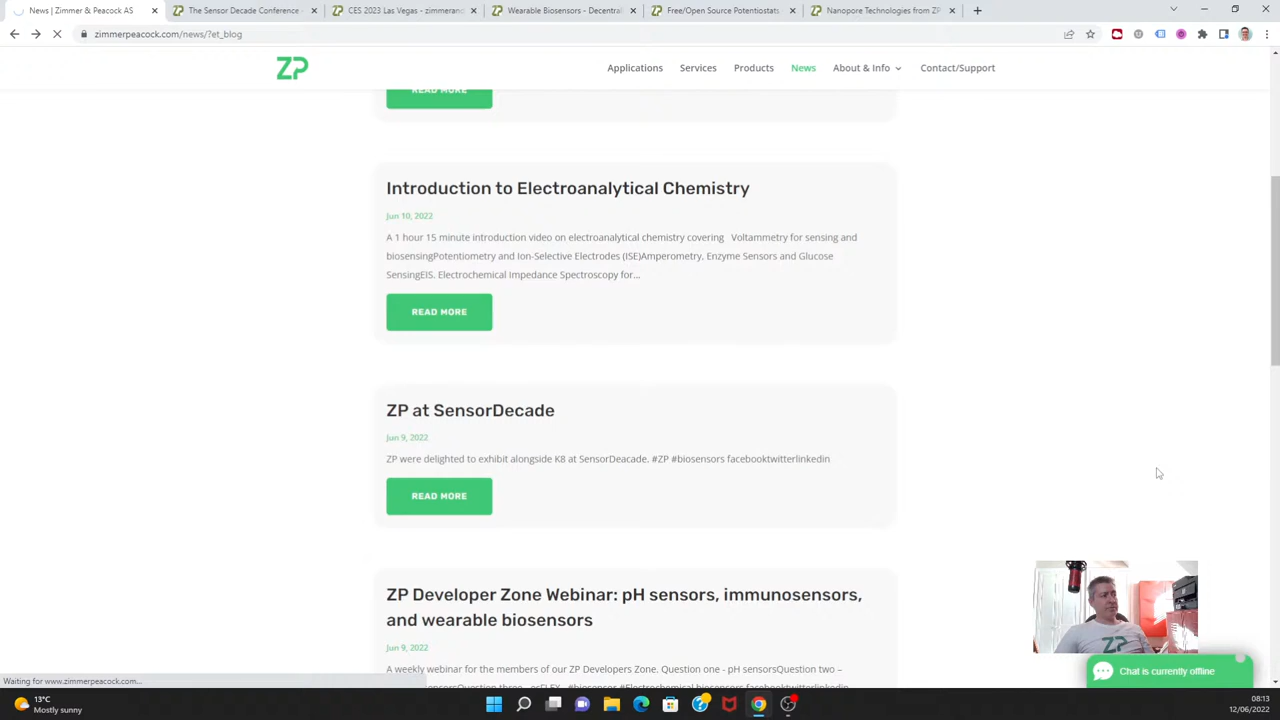 News | Zimmer & Peacock AS
The Sensor Decade Conference -
CES 2023 Las Vegas - zimmerand
Wearable Biosensors - Decentral
Free/Open Source Potentiostats
Nanopore Technologies from ZP
zimmerpeacock.com/news/?et_blog
ZP
Applications
Services
Products
News
About & Info
Contact/Support
READ MORE
Introduction to Electroanalytical Chemistry
Jun 10, 2022
A 1 hour 15 minute introduction video on electroanalytical chemistry covering Voltammetry for sensing and
biosensingPotentiometry and Ion-Selective Electrodes (ISE)Amperometry, Enzyme Sensors and Glucose
SensingEIS. Electrochemical Impedance Spectroscopy for...
READ MORE
ZP at SensorDecade
Jun 9, 2022
ZP were delighted to exhibit alongside K8 at SensorDeacade. #ZP #biosensors facebooktwitterlinkedin
READ MORE
ZP Developer Zone Webinar: pH sensors, immunosensors,
and wearable biosensors
Jun 9, 2022
A weekly webinar for the members of our ZP Developers Zone. Question one - pH sensorsQuestion two –
#biosensor #Electrochemical biosensors facebooktwitterlinkedin
ZP
Chat is currently offline
Waiting for www.zimmerpeacock.com...
13°C
Mostly sunny
08:13
12/06/2022